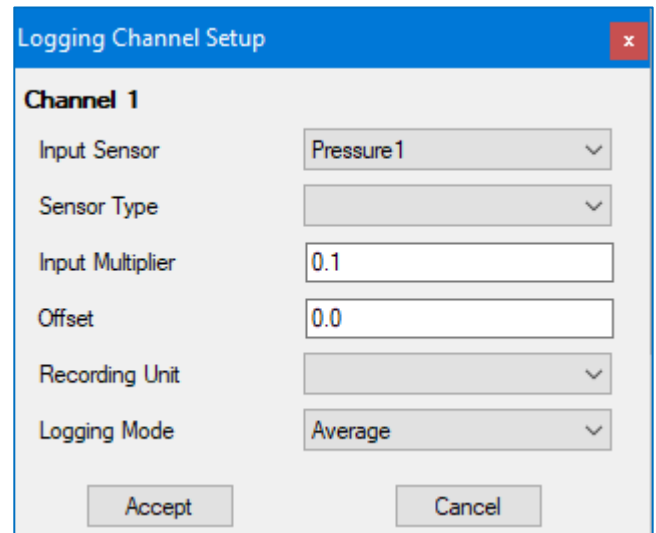 Logging Channel Setup x
Channel 1
Input Sensor Pressure1
Sensor Type
Input Multiplier 0.1
Offset 0.0
Recording Unit
Logging Mode Average
Accept Cancel